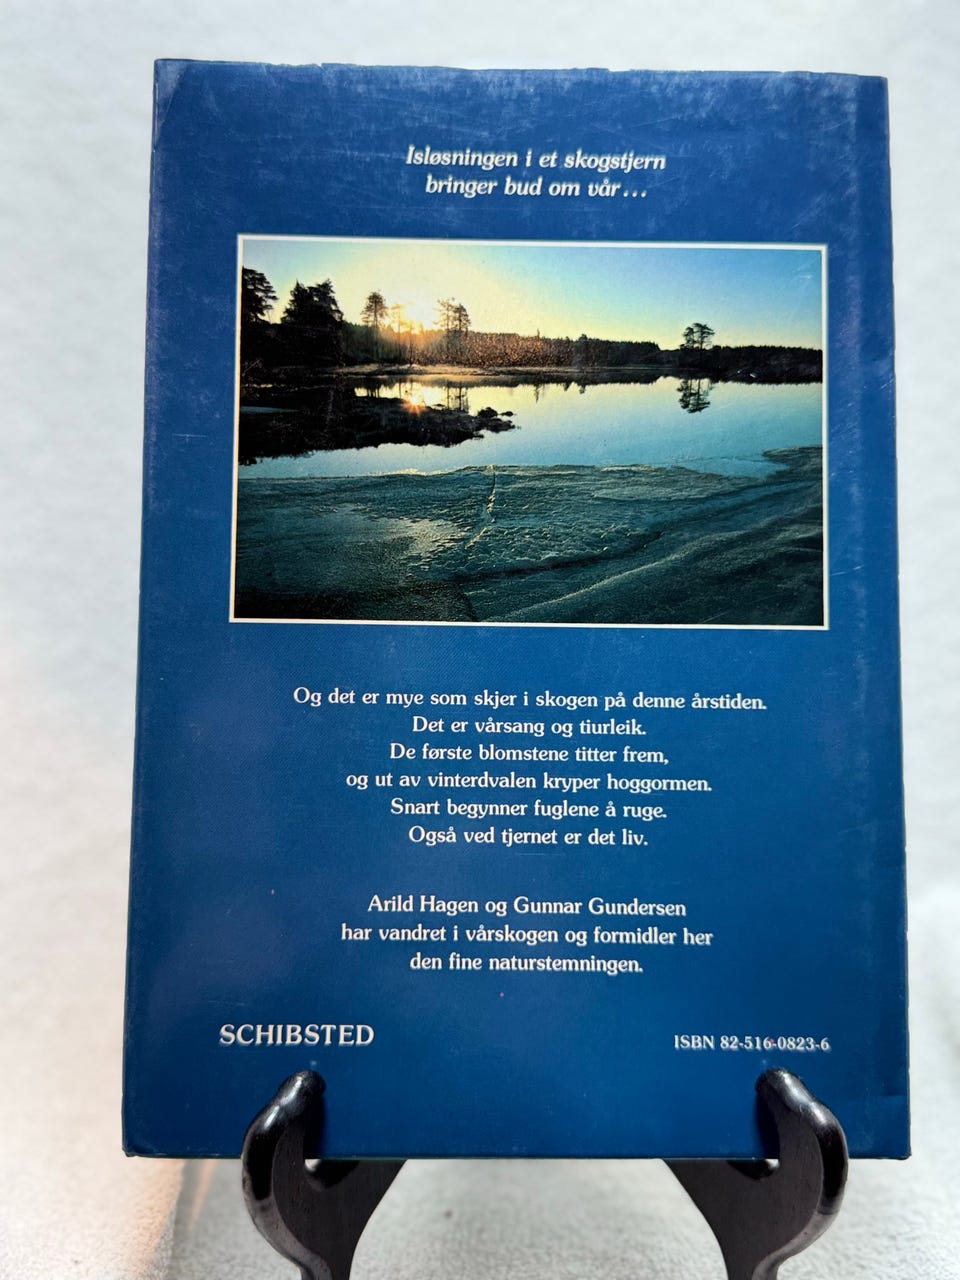 Isløsningen i et skogstjern
bringer bud om vår...
Og det er mye som skjer i skogen på denne årstiden.
Det er vårsang og tiurleik.
De første blomstene titter frem,
og ut av vinterdvalen kryper hoggormen.
Snart begynner fuglene å ruge.
Også ved tjernet er det liv.
Arild Hagen og Gunnar Gundersen
har vandret i vårskogen og formidler her
den fine naturstemningen.
SCHIBSTED
ISBN 82-516-0823-6